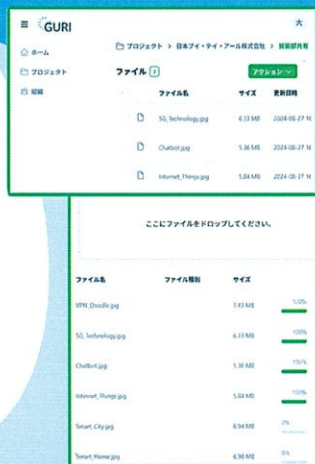 GURI
大
ホーム
プロジェクト > 日本ブイ・ティ・アール株式会社 > 技術部共有
プロジェクト
組織
ファイル
アクション
ファイル名 サイズ 更新日時
5G_Technology.jpg 6.13 MB 2024-08-27 14
Chatbot.jpg 5.36 MB 2024-08-27 14
Internet_Things.jpg 5.84 MB 2024-08-27 14
ここにファイルをドロップしてください。
ファイル名 ファイル種別 サイズ
VPN_Doodle.jpg 7.43 MB 100%
5G_Technology.jpg 6.13 MB 100%
Chatbot.jpg 5.36 MB 100%
Internet_Things.jpg 5.84 MB 100%
Smart_City.jpg 6.94 MB 0%
Smart_Home.jpg 6.98 MB 0%